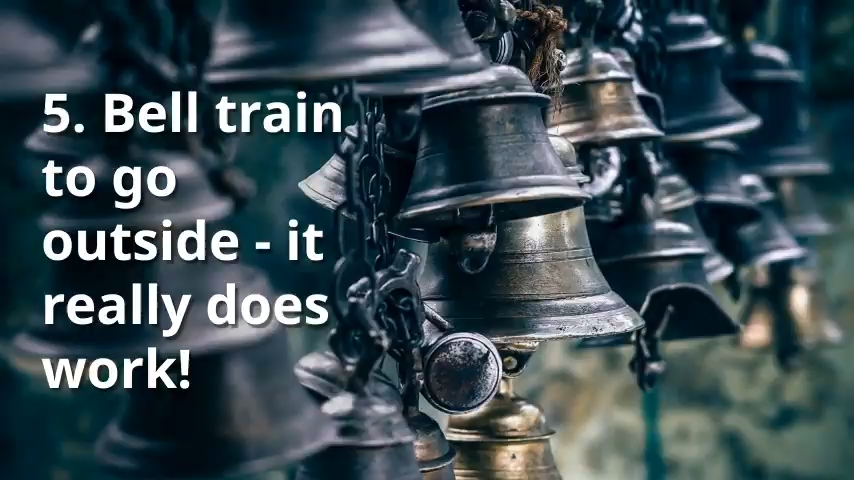 5. Bell train
to go
outside - it
really does
work!